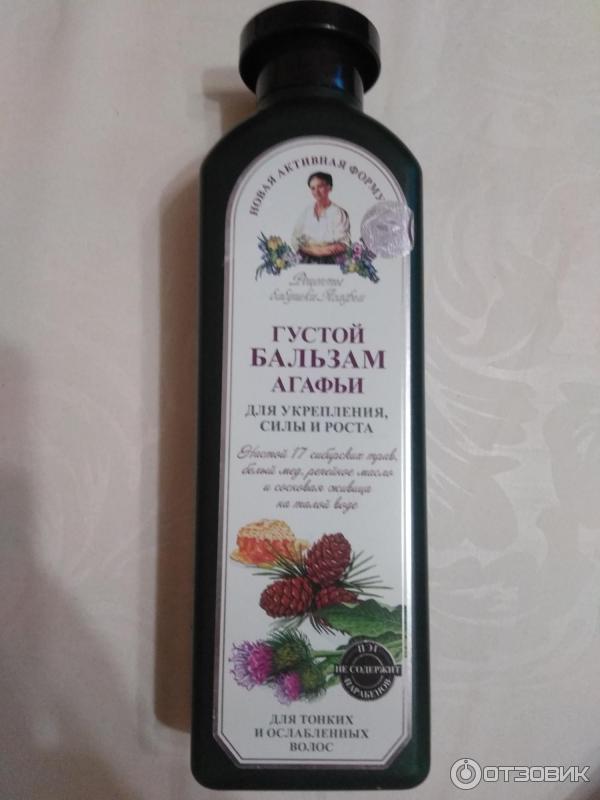 НОВАЯ АКТИВНАЯ ФОРМУ
Рецепты
бабушки Агафьи
ГУСТОЙ
БАЛЬЗАМ
АГАФЬИ
ДЛЯ УКРЕПЛЕНИЯ,
СИЛЫ И РОСТА
Настой 17 сибирских трав,
белый мед, репейное масло
и сосновая живица
на талой воде
ПЭГ
НЕ СОДЕРЖИТ
ПАРАБЕНОВ
ДЛЯ ТОНКИХ
И ОСЛАБЛЕННЫХ
ВОЛОС
ОТЗОВИК